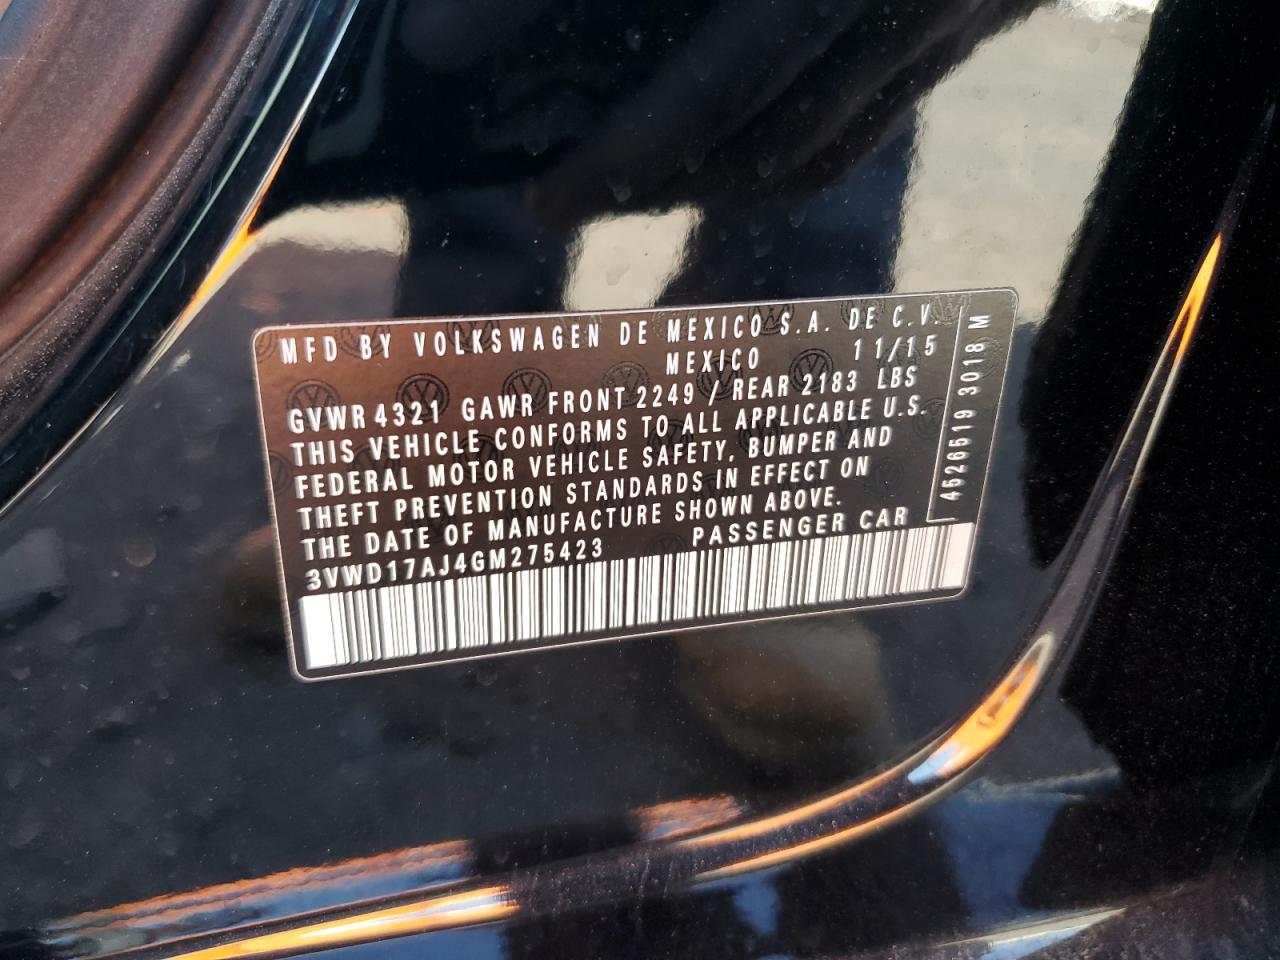 MFD BY VOLKSWAGEN DE MEXICO S.A. DE C.V.
MEXICO 11/15
GVWR 4321 GAWR FRONT 2249 / REAR 2183 LBS
THIS VEHICLE CONFORMS TO ALL APPLICABLE U.S.
FEDERAL MOTOR VEHICLE SAFETY, BUMPER AND
THEFT PREVENTION STANDARDS IN EFFECT ON
THE DATE OF MANUFACTURE SHOWN ABOVE.
3VWD17AJ4GM275423 PASSENGER CAR
4526619 3018 M